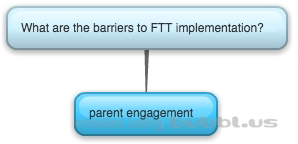 What are the barriers to FTT implementation?
parent engagement